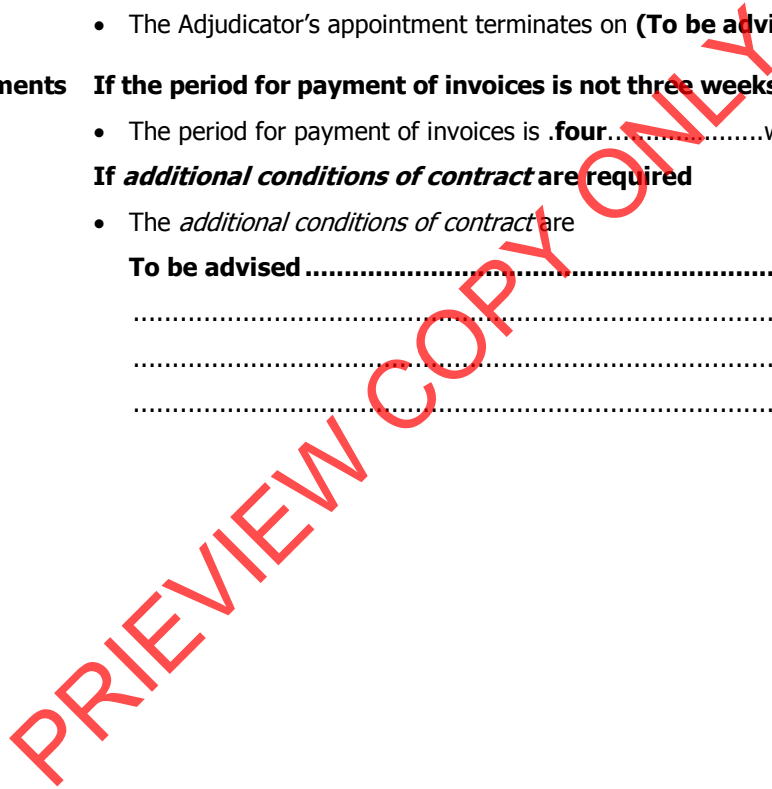 • The Adjudicator's appointment terminates on (To be advi
ments If the period for payment of invoices is not three weeks
• The period for payment of invoices is .four.....................w
If additional conditions of contract are required
• The additional conditions of contract are
To be advised ..............................................................
....................................................................................
....................................................................................
....................................................................................
PRIEVIEW COPY ONLY